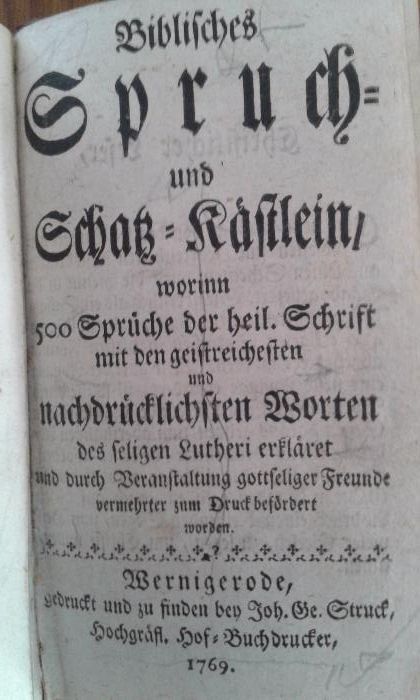 Biblisches
Spruch-
und
Schatz-Kästlein,
worinn
500 Sprüche der heil. Schrift
mit den geistreichesten
und
nachdrücklichsten Worten
des seligen Lutheri erkläret
und durch Veranstaltung gottseliger Freunde
vermehrter zum Druck befördert
worden.
Wernigerode,
gedruckt und zu finden bey Joh. Ge. Struck,
Hochgräfl. Hof-Buchdrucker,
1769.